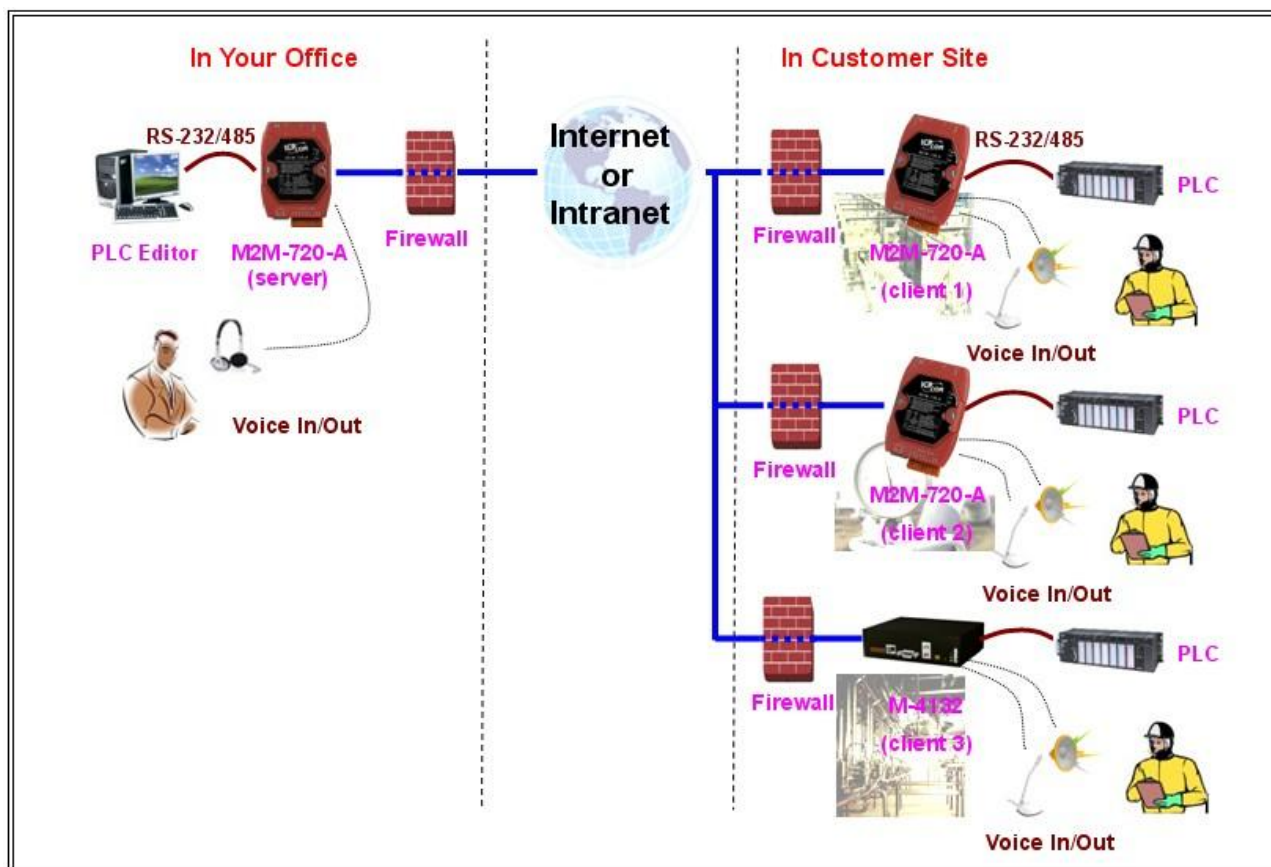 In Your Office
In Customer Site
RS-232/485
PLC Editor
M2M-720-A
(server)
Firewall
Voice In/Out
Internet
or
Intranet
Firewall
RS-232/485
PLC
M2M-720-A
(client 1)
Voice In/Out
Firewall
PLC
M2M-720-A
(client 2)
Voice In/Out
Firewall
PLC
M-4132
(client 3)
Voice In/Out